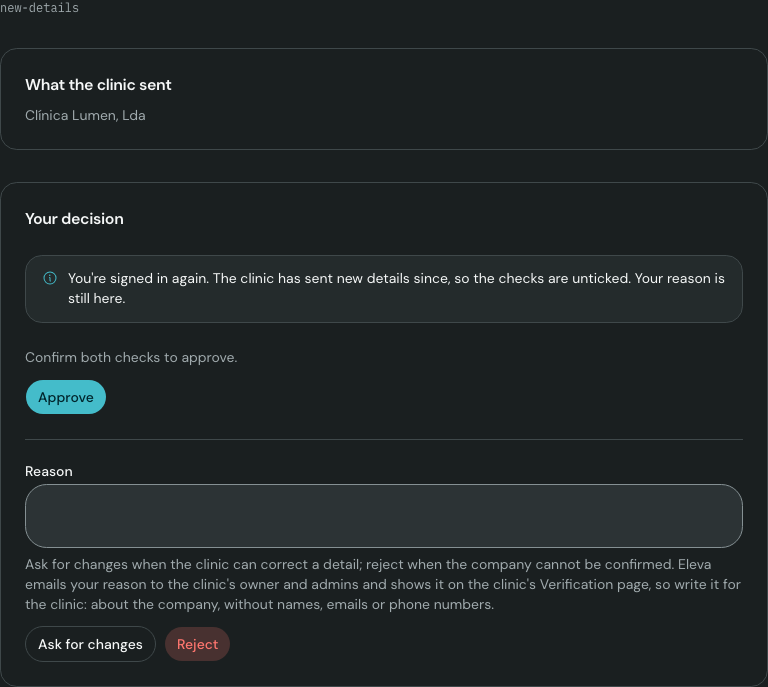 new-details
What the clinic sent
Clínica Lumen, Lda
Your decision
You're signed in again. The clinic has sent new details since, so the checks are unticked. Your reason is
still here.
Confirm both checks to approve.
Approve
Reason
Ask for changes when the clinic can correct a detail; reject when the company cannot be confirmed. Eleva
emails your reason to the clinic's owner and admins and shows it on the clinic's Verification page, so write it for
the clinic: about the company, without names, emails or phone numbers.
Ask for changes
Reject